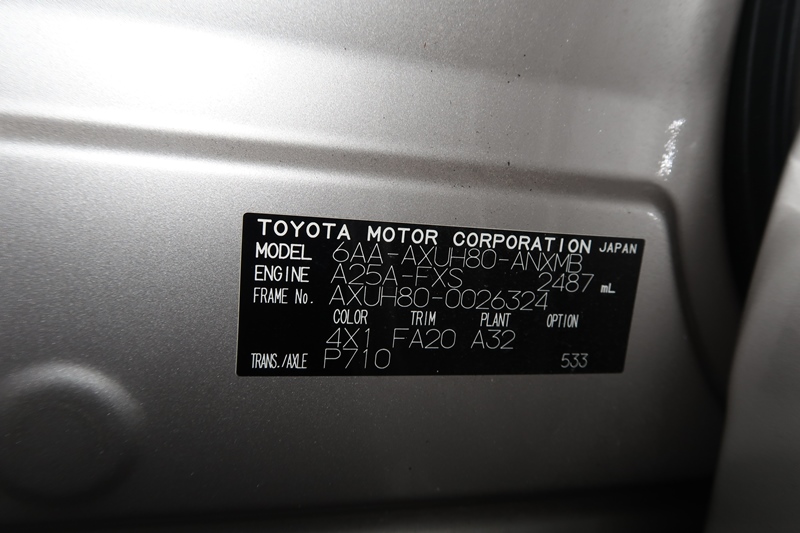 TOYOTA MOTOR CORPORATION JAPAN
MODEL 6AA-AXUH80-ANXMB
ENGINE A25A-FXS 2487 mL
FRAME No. AXUH80-0026324
COLOR TRIM PLANT OPTION
4X1 FA20 A32
TRANS./AXLE P710 533